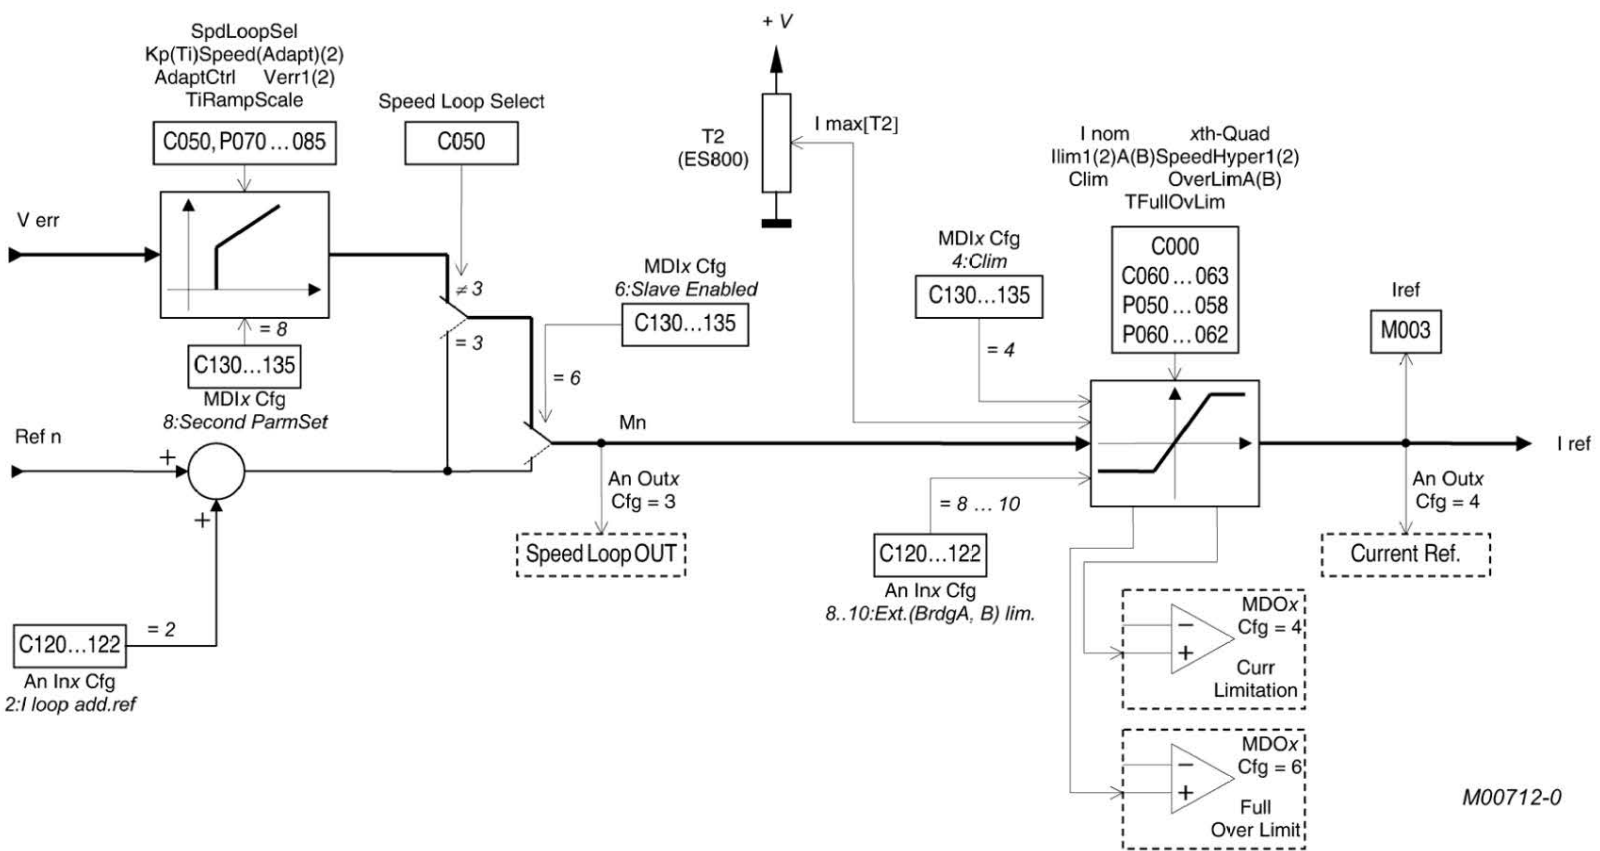 SpdLoopSel
Kp(Ti)Speed(Adapt)(2)
AdaptCtrl Verr1(2)
TiRampScale
C050, P070 ... 085
Speed Loop Select
C050
+ V
T2
(ES800)
I max[T2]
I nom xth-Quad
Ilim1(2)A(B)SpeedHyper1(2)
Clim OverLimA(B)
TFullOvLim
C000
C060 ... 063
P050 ... 058
P060 ... 062
V err
≠ 3
= 3
= 8
C130...135
MDIx Cfg
8:Second ParmSet
MDIx Cfg
6:Slave Enabled
C130...135
= 6
MDIx Cfg
4:Clim
C130...135
= 4
Iref
M003
Ref n
+
+
Mn
I ref
An Outx
Cfg = 3
Speed Loop OUT
= 8 ... 10
C120...122
An Inx Cfg
8..10:Ext.(BrdgA, B) lim.
An Outx
Cfg = 4
Current Ref.
C120...122
= 2
An Inx Cfg
2:I loop add.ref
MDOx
Cfg = 4
−
+
Curr
Limitation
MDOx
Cfg = 6
−
+
Full
Over Limit
M00712-0